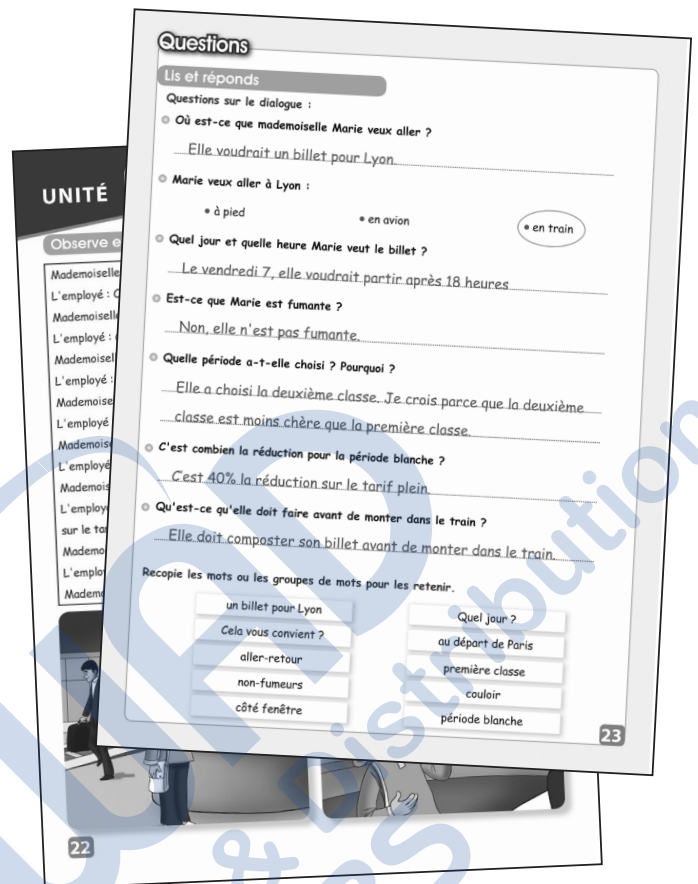 Questions
Lis et réponds
Questions sur le dialogue :
Où est-ce que mademoiselle Marie veux aller ?
Elle voudrait un billet pour Lyon.
Marie veux aller à Lyon :
• à pied • en avion • en train
Quel jour et quelle heure Marie veut le billet ?
Le vendredi 7, elle voudrait partir après 18 heures
Est-ce que Marie est fumante ?
Non, elle n'est pas fumante.
Quelle période a-t-elle choisi ? Pourquoi ?
Elle a choisi la deuxième classe. Je crois parce que la deuxième
classe est moins chère que la première classe.
C'est combien la réduction pour la période blanche ?
C'est 40% la réduction sur le tarif plein.
Qu'est-ce qu'elle doit faire avant de monter dans le train ?
Elle doit composter son billet avant de monter dans le train.
Recopie les mots ou les groupes de mots pour les retenir.
un billet pour Lyon
Cela vous convient ?
aller-retour
non-fumeurs
côté fenêtre
Quel jour ?
au départ de Paris
première classe
couloir
période blanche
23
UNITÉ
Observe e
Mademoiselle
L'employé : C
Mademoiselle
L'employé :
Mademoisel
L'employé :
Mademoise
L'employé
Mademois
L'employé
Mademois
L'employ
sur le ta
Mademo
L'emplo
Madem
22
& Distribution